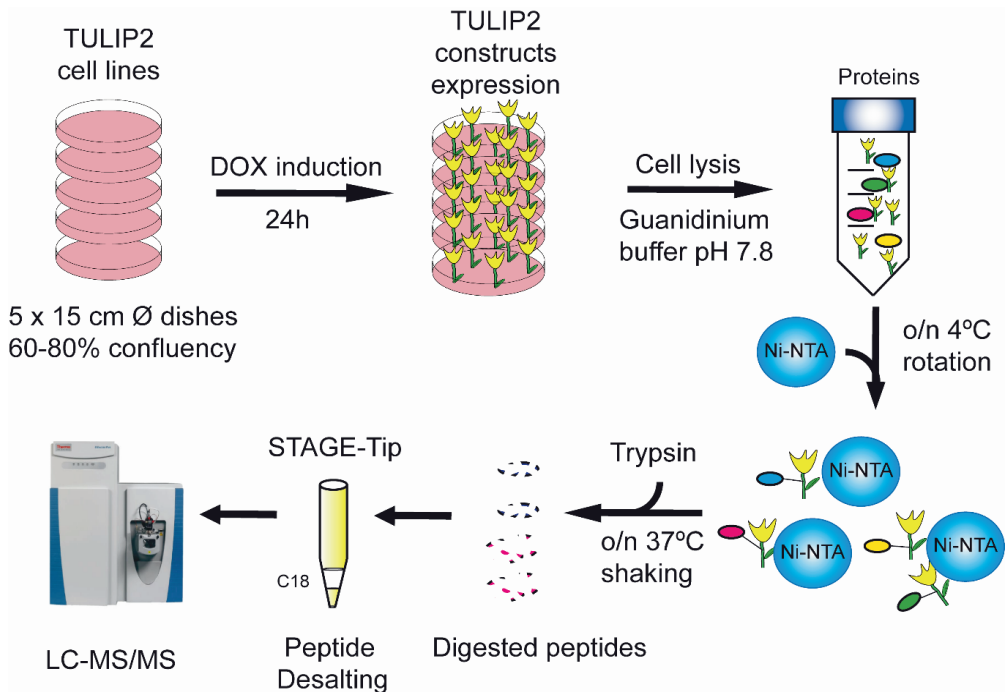 TULIP2
cell lines
DOX induction
24h
5 x 15 cm Ø dishes
60-80% confluency
TULIP2
constructs
expression
Cell lysis
Guanidinium
buffer pH 7.8
Proteins
Ni-NTA
o/n 4ºC
rotation
Ni-NTA
Ni-NTA
Ni-NTA
Trypsin
o/n 37ºC
shaking
Digested peptides
STAGE-Tip
C18
Peptide
Desalting
LC-MS/MS